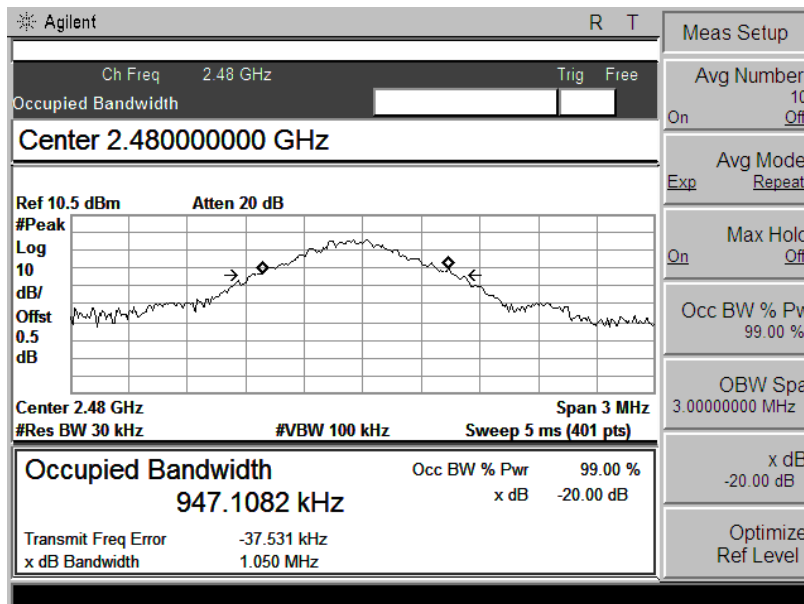 Agilent R T
Ch Freq 2.48 GHz Trig Free
Occupied Bandwidth
Center 2.480000000 GHz
Ref 10.5 dBm Atten 20 dB
#Peak
Log
10
dB/
Offst
0.5
dB
Center 2.48 GHz Span 3 MHz
#Res BW 30 kHz #VBW 100 kHz Sweep 5 ms (401 pts)
Occupied Bandwidth Occ BW % Pwr 99.00 %
947.1082 kHz x dB -20.00 dB
Transmit Freq Error -37.531 kHz
x dB Bandwidth 1.050 MHz
Meas Setup
Avg Number
10
On Off
Avg Mode
Exp Repeat
Max Hold
On Off
Occ BW % Pw
99.00 %
OBW Spa
3.00000000 MHz
x dB
-20.00 dB
Optimize
Ref Level